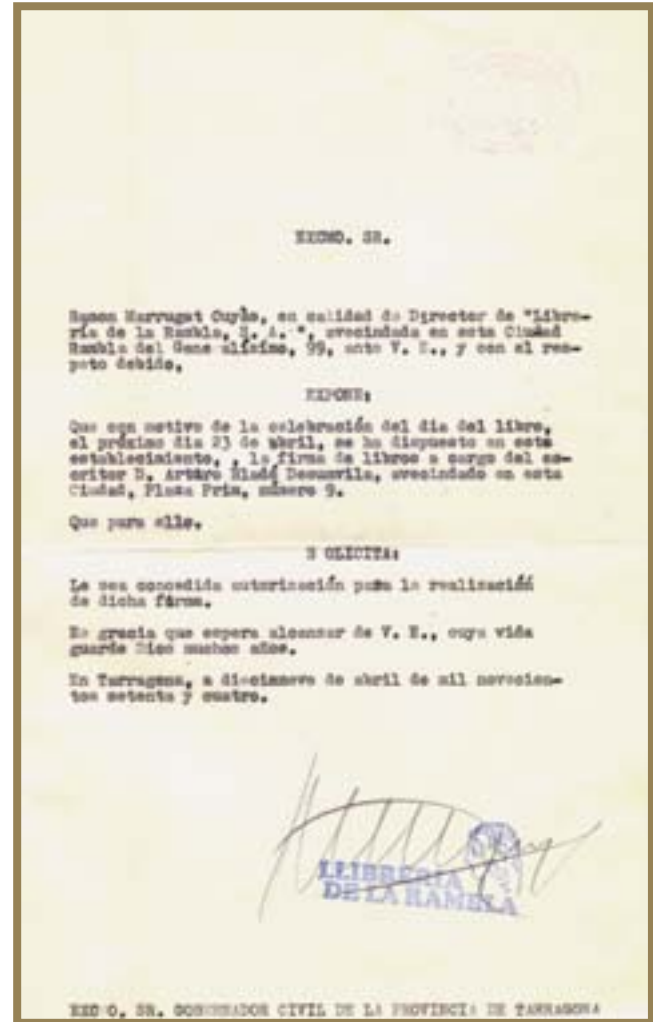 EXCMO. SR.
Ramon Marrugat Cuyàs, en calidad de Director de "Libre-
ría de la Rambla, S. A. ", avecindada en esta Ciudad
Rambla del Generalísimo, 99, ante V. E., y con el res-
peto debido,
EXPONE:
Que con motivo de la celebración del dia del libro,
el próximo dia 23 de abril, se ha dispuesto en este
establecimiento, , la firma de libros a cargo del es-
critor D. Arturo Bladé Desumvila, avecindado en esta
Ciudad, Plaza Prim, número 9.
Que para ello.
S OLICITA:
Le sea concedida autorización para la realización
de dicha firma.
Es gracia que espera alcanzar de V. E., cuya vida
guarde Dios muchos años.
En Tarragona, a diecinueve de abril de mil novecien-
tos setenta y cuatro.
LLIBRERIA
DE LA RAMBLA
EXCMO. SR. GOBERNADOR CIVIL DE LA PROVINCIA DE TARRAGONA